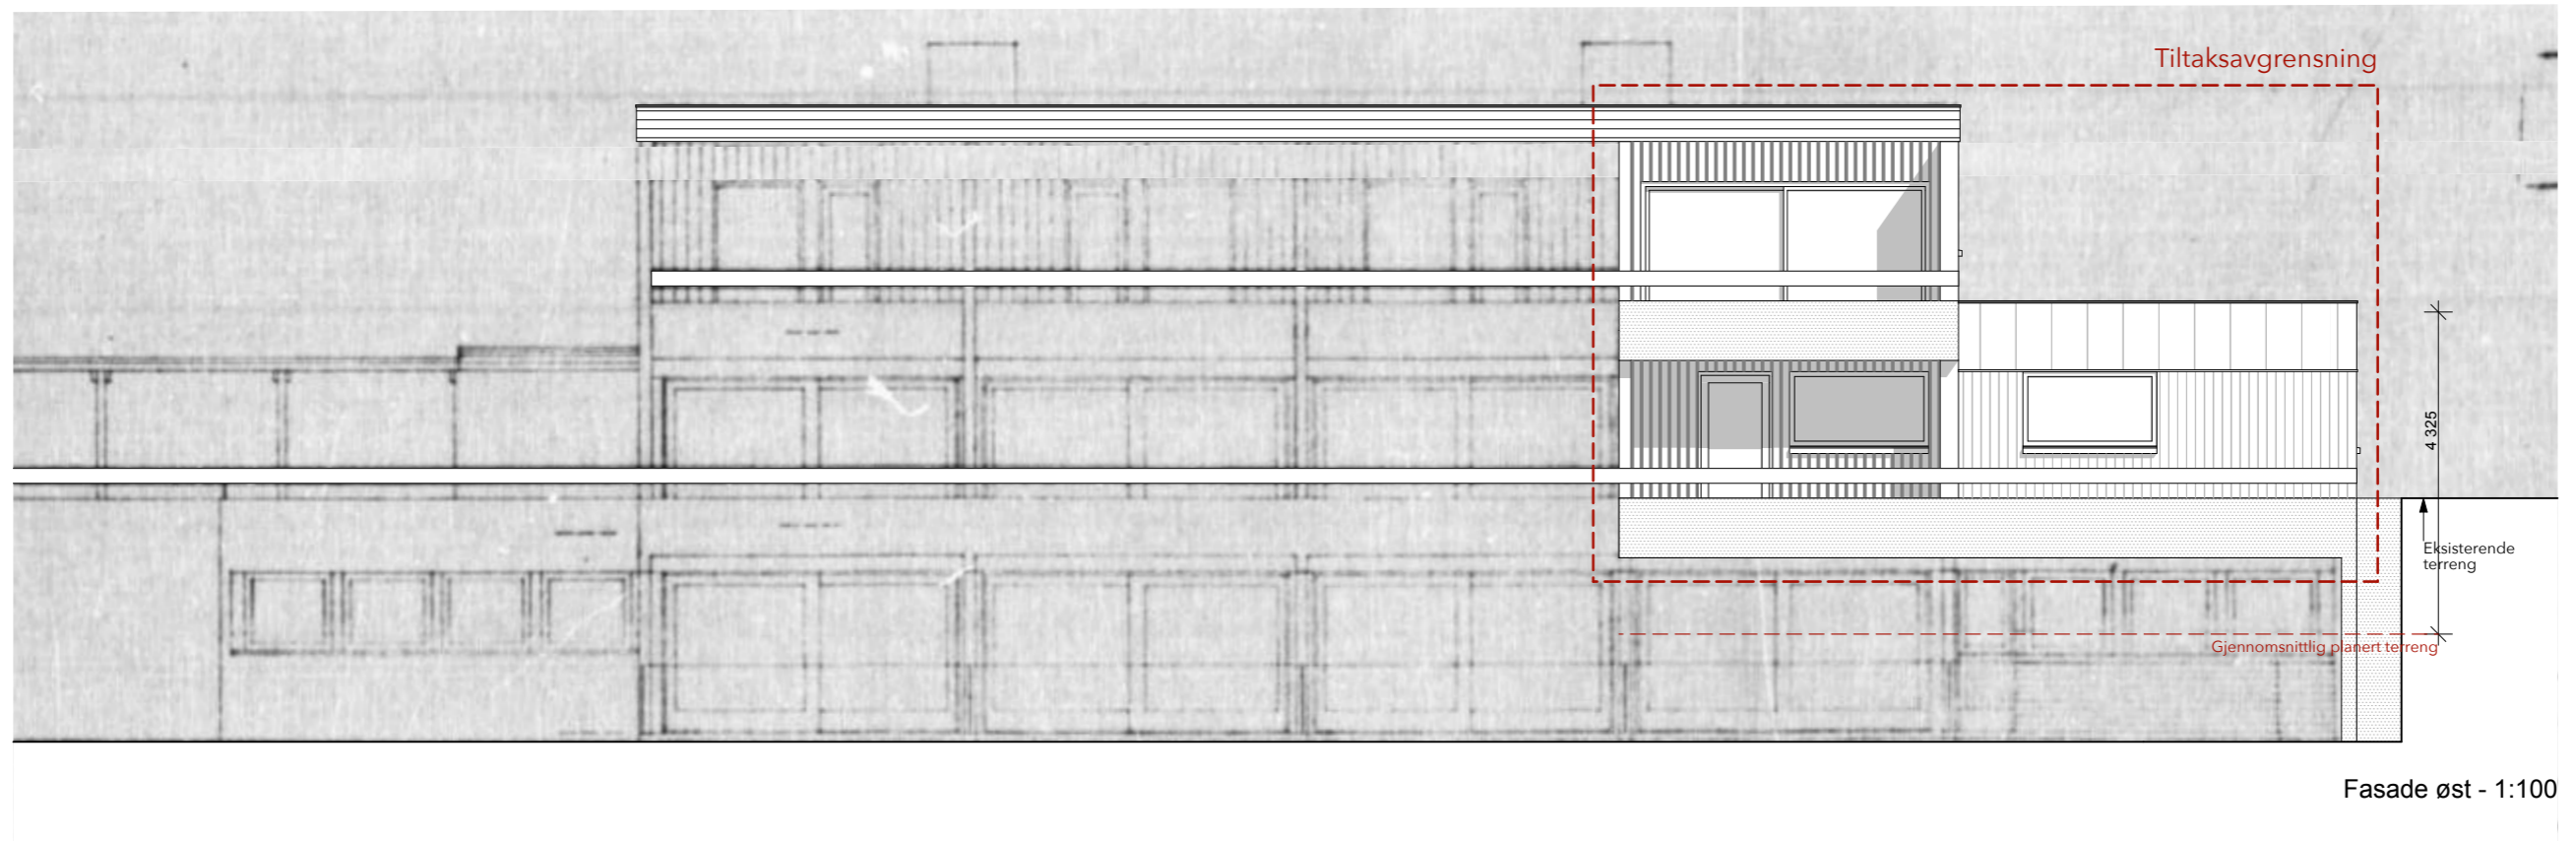 Tiltaksavgrensning
4 325
Eksisterende
terreng
Gjennomsnittlig planert terreng
Fasade øst - 1:100